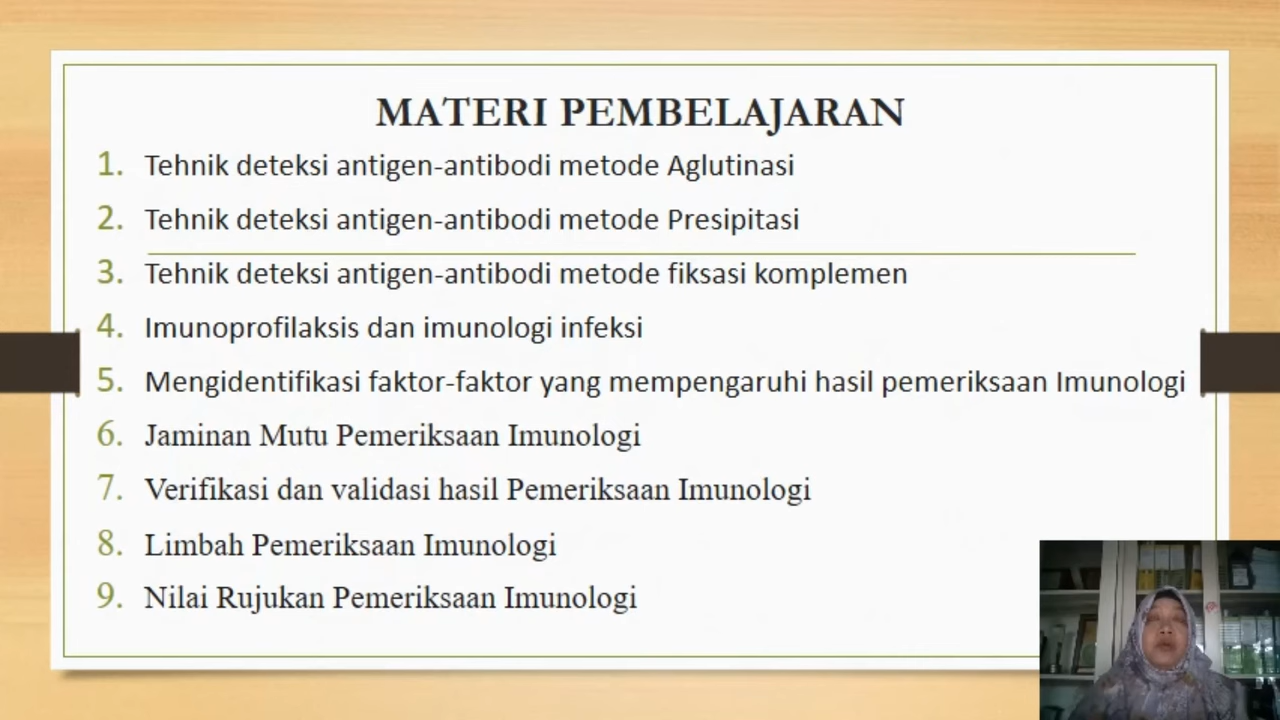 MATERI PEMBELAJARAN
1. Tehnik deteksi antigen-antibodi metode Aglutinasi
2. Tehnik deteksi antigen-antibodi metode Presipitasi
3. Tehnik deteksi antigen-antibodi metode fiksasi komplemen
4. Imunoprofilaksis dan imunologi infeksi
5. Mengidentifikasi faktor-faktor yang mempengaruhi hasil pemeriksaan Imunologi
6. Jaminan Mutu Pemeriksaan Imunologi
7. Verifikasi dan validasi hasil Pemeriksaan Imunologi
8. Limbah Pemeriksaan Imunologi
9. Nilai Rujukan Pemeriksaan Imunologi